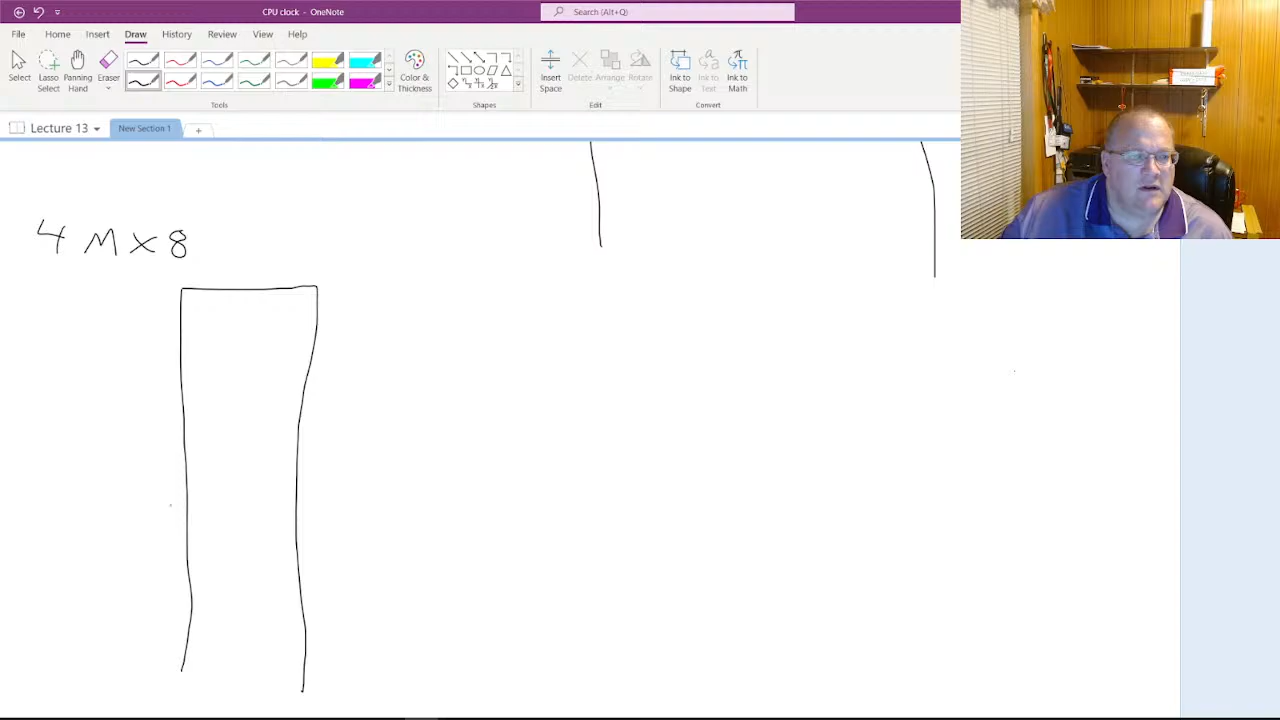 CPU clock - OneNote
Search (Alt+Q)
File Home Insert Draw History Review View Help
Select
Lasso Select
Panning Hand
Eraser
Thickness
Insert Space
Delete
Arrange
Rotate
Ink to Shape
Ink to Text
Ink to Math
Tools
Shapes
Edit
Convert
Lecture 13
New Section 1
4 M x 8